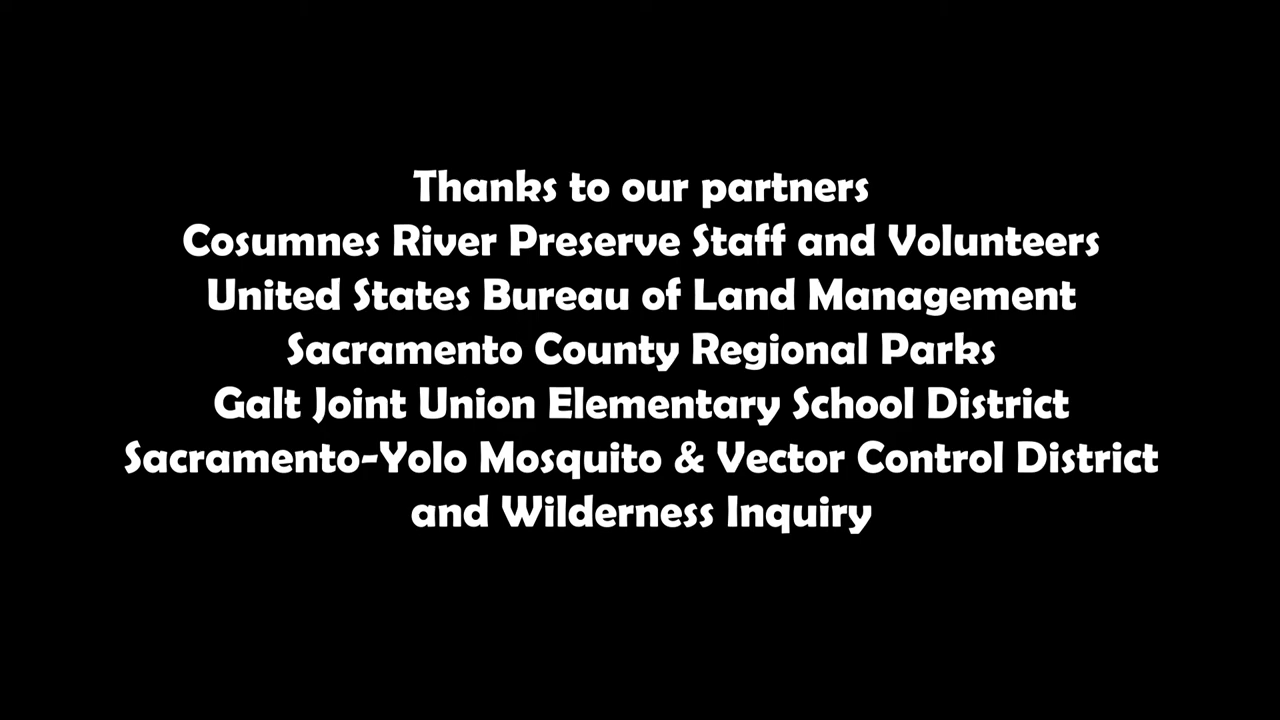 Thanks to our partners
Cosumnes River Preserve Staff and Volunteers
United States Bureau of Land Management
Sacramento County Regional Parks
Galt Joint Union Elementary School District
Sacramento-Yolo Mosquito & Vector Control District
and Wilderness Inquiry